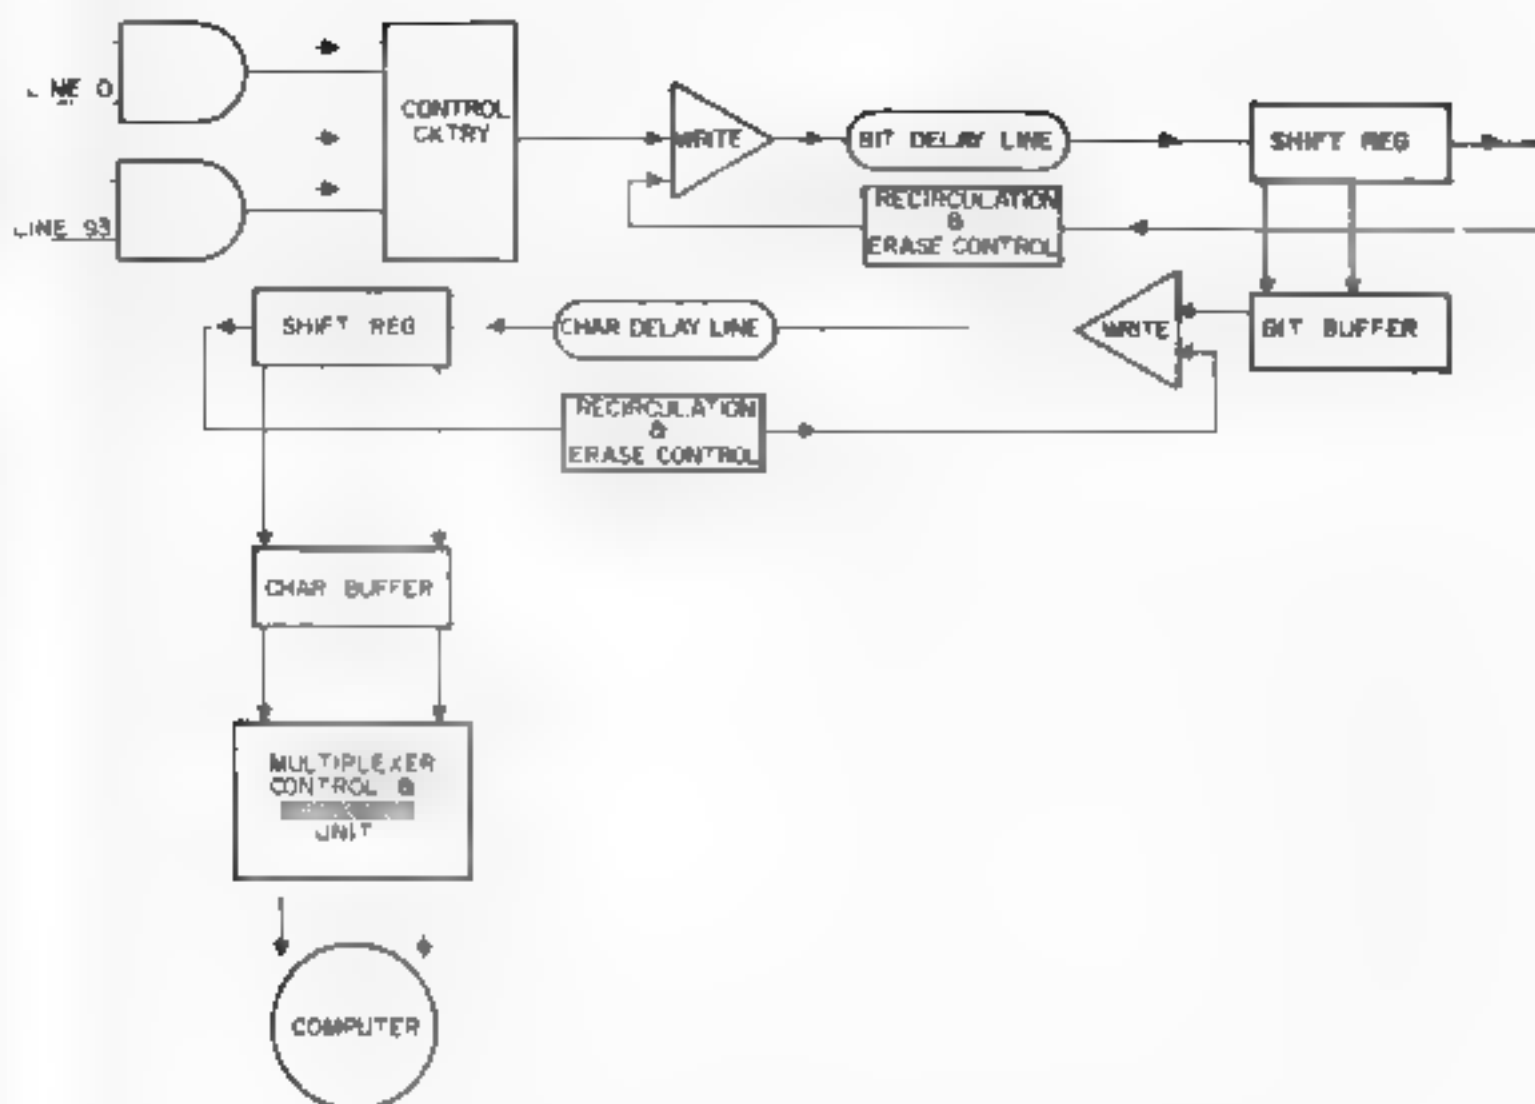 LINE 0
CONTROL
CKTRY
WRITE
BIT DELAY LINE
SHIFT REG
LINE 93
RECIRCULATION
&
ERASE CONTROL
SHIFT REG
CHAR DELAY LINE
WRITE
BIT BUFFER
RECIRCULATION
&
ERASE CONTROL
CHAR BUFFER
MULTIPLEXER
CONTROL &
UNIT
COMPUTER